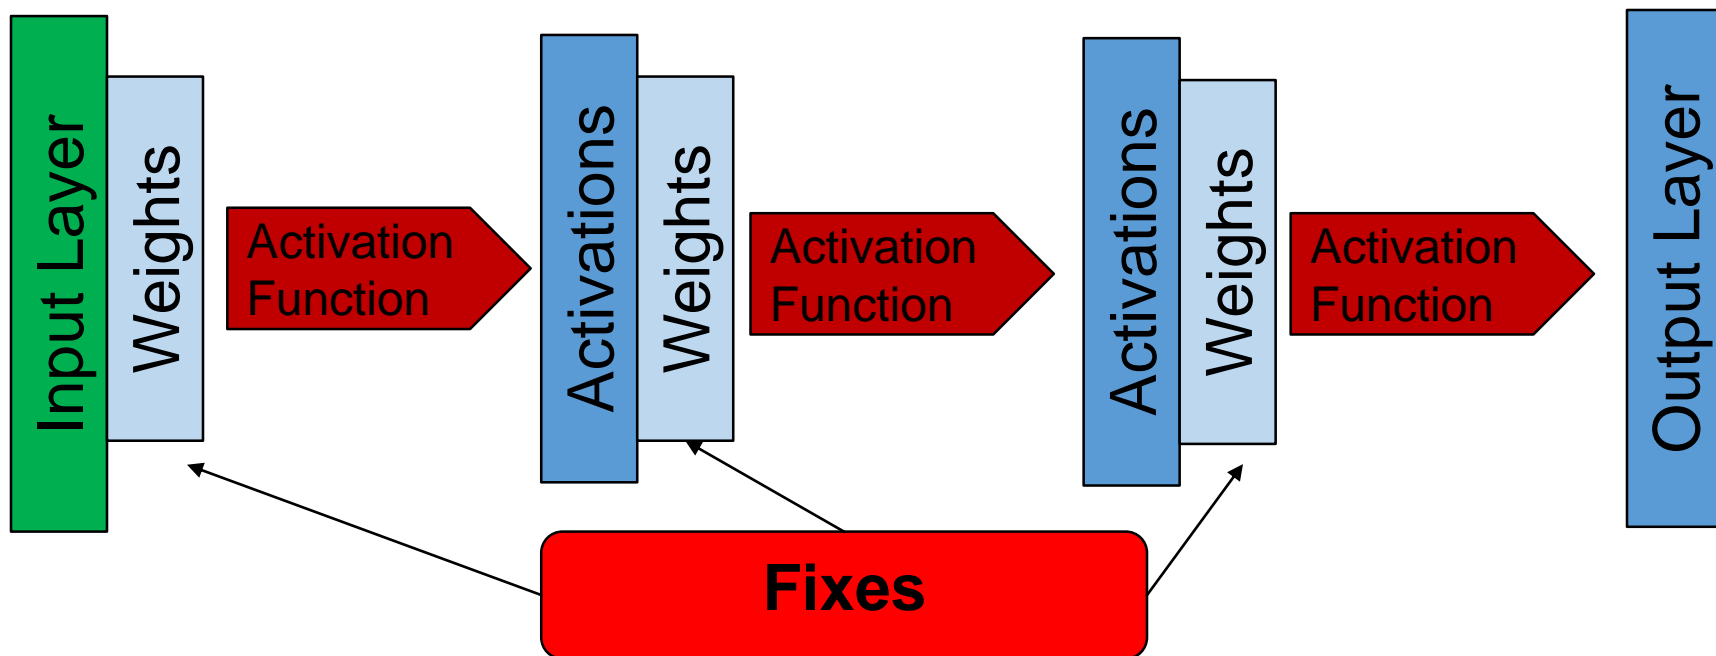 Input Layer
Weights
Activation
Function
Activations
Weights
Activation
Function
Activations
Weights
Activation
Function
Output Layer
Fixes